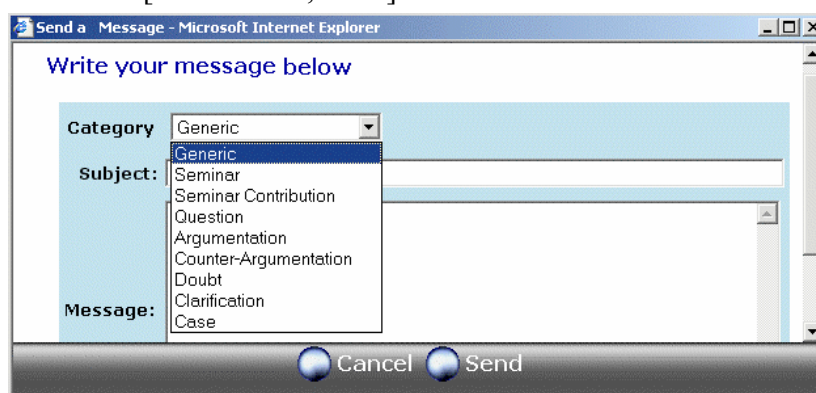 Send a Message - Microsoft Internet Explorer
Write your message below
Category Generic
Generic
Subject: Seminar
Seminar Contribution
Question
Argumentation
Counter-Argumentation
Doubt
Clarification
Message:
Case
Cancel Send